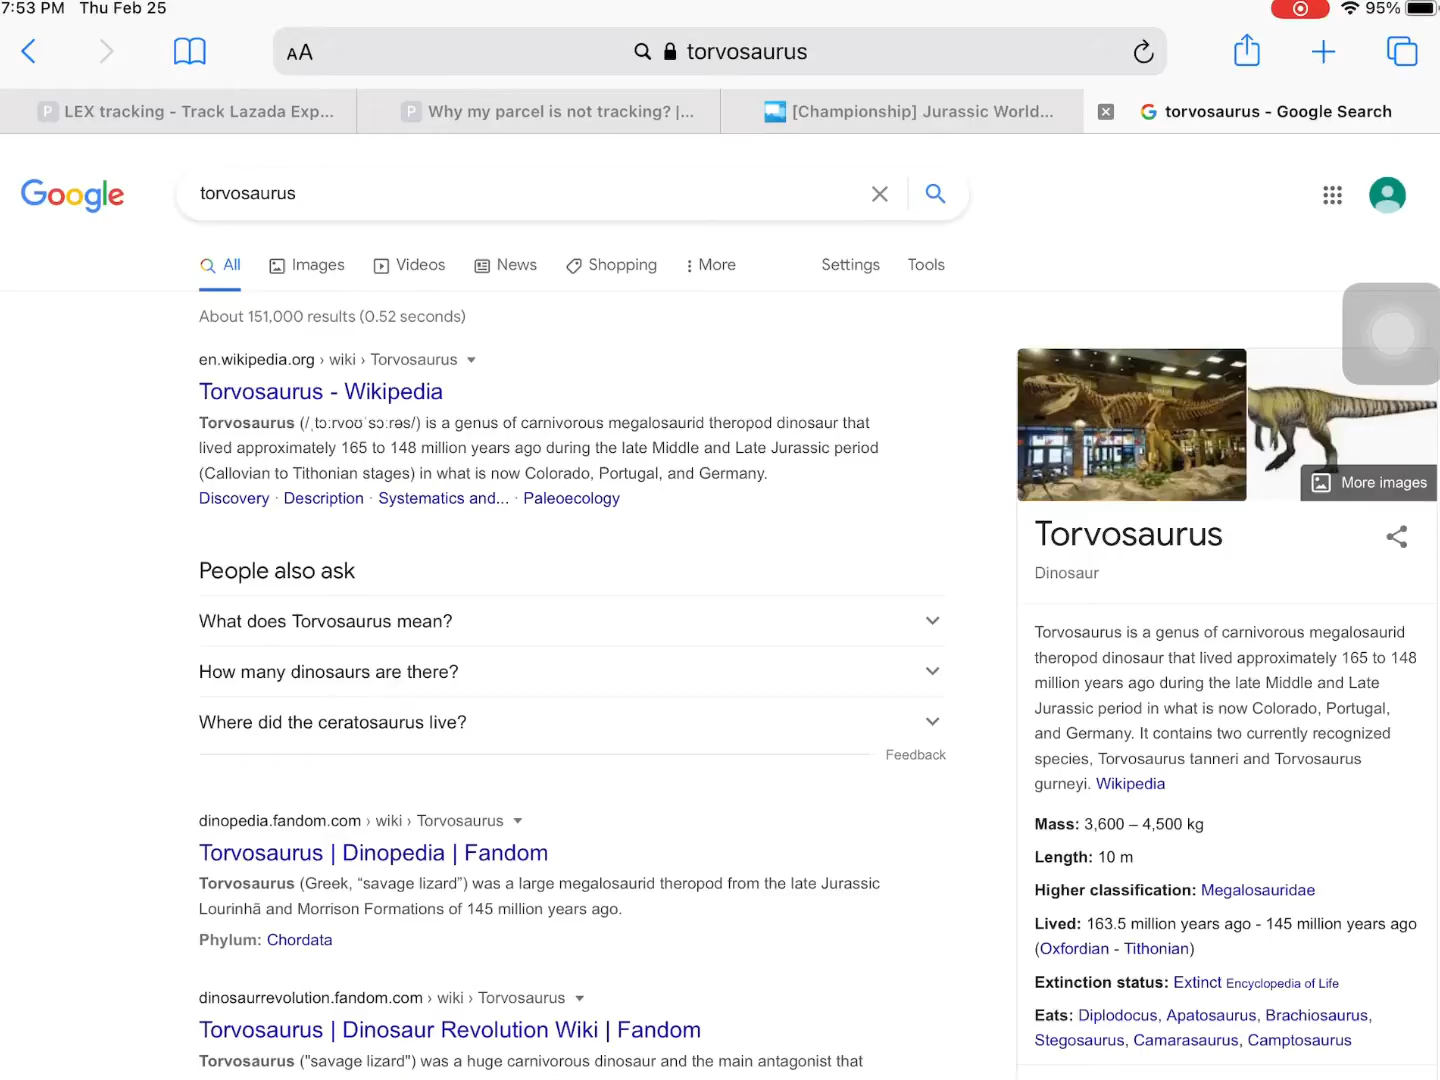 7:53 PM Thu Feb 25
95%
AA
torvosaurus
P LEX tracking - Track Lazada Exp...
P Why my parcel is not tracking? |...
[Championship] Jurassic World...
torvosaurus - Google Search
Google
torvosaurus
All
Images
Videos
News
Shopping
More
Settings
Tools
About 151,000 results (0.52 seconds)
en.wikipedia.org › wiki › Torvosaurus
Torvosaurus - Wikipedia
Torvosaurus (/ˌtɔːrvoʊˈsɔːrəs/) is a genus of carnivorous megalosaurid theropod dinosaur that
lived approximately 165 to 148 million years ago during the late Middle and Late Jurassic period
(Callovian to Tithonian stages) in what is now Colorado, Portugal, and Germany.
Discovery · Description · Systematics and... · Paleoecology
People also ask
What does Torvosaurus mean?
How many dinosaurs are there?
Where did the ceratosaurus live?
Feedback
dinopedia.fandom.com › wiki › Torvosaurus
Torvosaurus | Dinopedia | Fandom
Torvosaurus (Greek, “savage lizard”) was a large megalosaurid theropod from the late Jurassic
Lourinhã and Morrison Formations of 145 million years ago.
Phylum: Chordata
dinosaurrevolution.fandom.com › wiki › Torvosaurus
Torvosaurus | Dinosaur Revolution Wiki | Fandom
Torvosaurus ("savage lizard") was a huge carnivorous dinosaur and the main antagonist that
More images
Torvosaurus
Dinosaur
Torvosaurus is a genus of carnivorous megalosaurid
theropod dinosaur that lived approximately 165 to 148
million years ago during the late Middle and Late
Jurassic period in what is now Colorado, Portugal,
and Germany. It contains two currently recognized
species, Torvosaurus tanneri and Torvosaurus
gurneyi. Wikipedia
Mass: 3,600 – 4,500 kg
Length: 10 m
Higher classification: Megalosauridae
Lived: 163.5 million years ago - 145 million years ago
(Oxfordian - Tithonian)
Extinction status: Extinct Encyclopedia of Life
Eats: Diplodocus, Apatosaurus, Brachiosaurus,
Stegosaurus, Camarasaurus, Camptosaurus